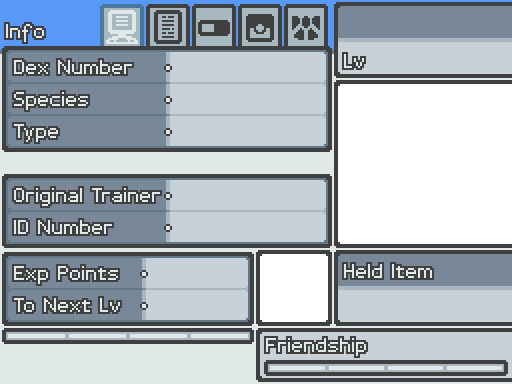 Info
Lv
Dex Number
Species
Type
Original Trainer
ID Number
Exp Points
To Next Lv
Held Item
Friendship